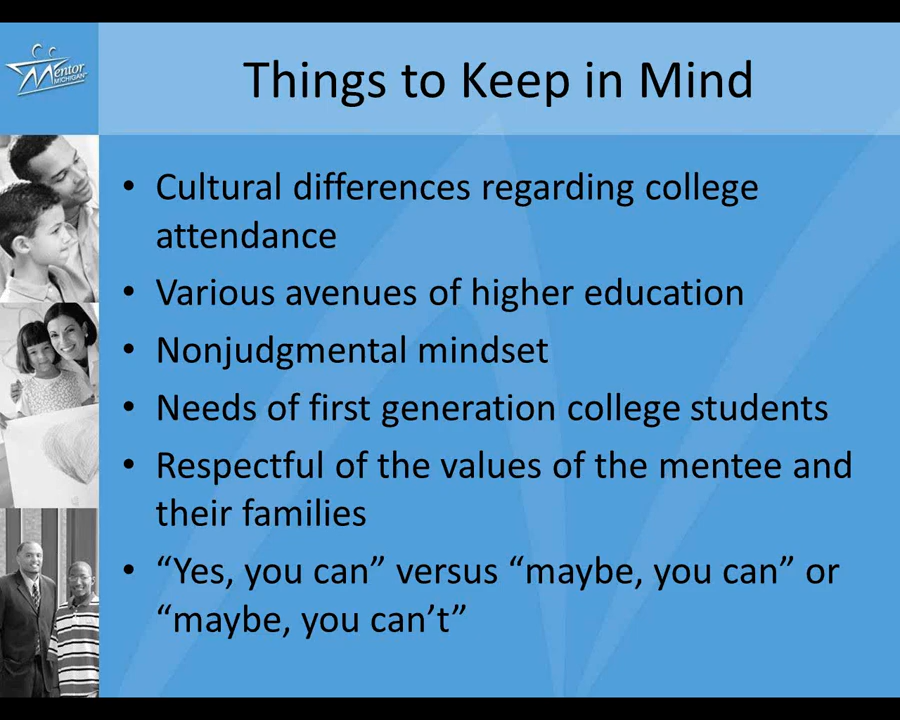 Mentor
MICHIGAN
Things to Keep in Mind
• Cultural differences regarding college
attendance
• Various avenues of higher education
• Nonjudgmental mindset
• Needs of first generation college students
• Respectful of the values of the mentee and
their families
• “Yes, you can” versus “maybe, you can” or
“maybe, you can’t”